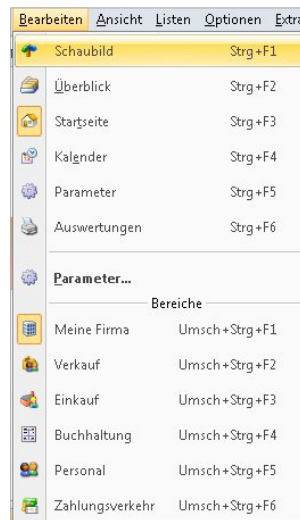 Bearbeiten Ansicht Listen Optionen Extra
Schaubild Strg+F1
Überblick Strg+F2
Startseite Strg+F3
Kalender Strg+F4
Parameter Strg+F5
Auswertungen Strg+F6
Parameter...
Bereiche
Meine Firma Umsch+Strg+F1
Verkauf Umsch+Strg+F2
Einkauf Umsch+Strg+F3
Buchhaltung Umsch+Strg+F4
Personal Umsch+Strg+F5
Zahlungsverkehr Umsch+Strg+F6